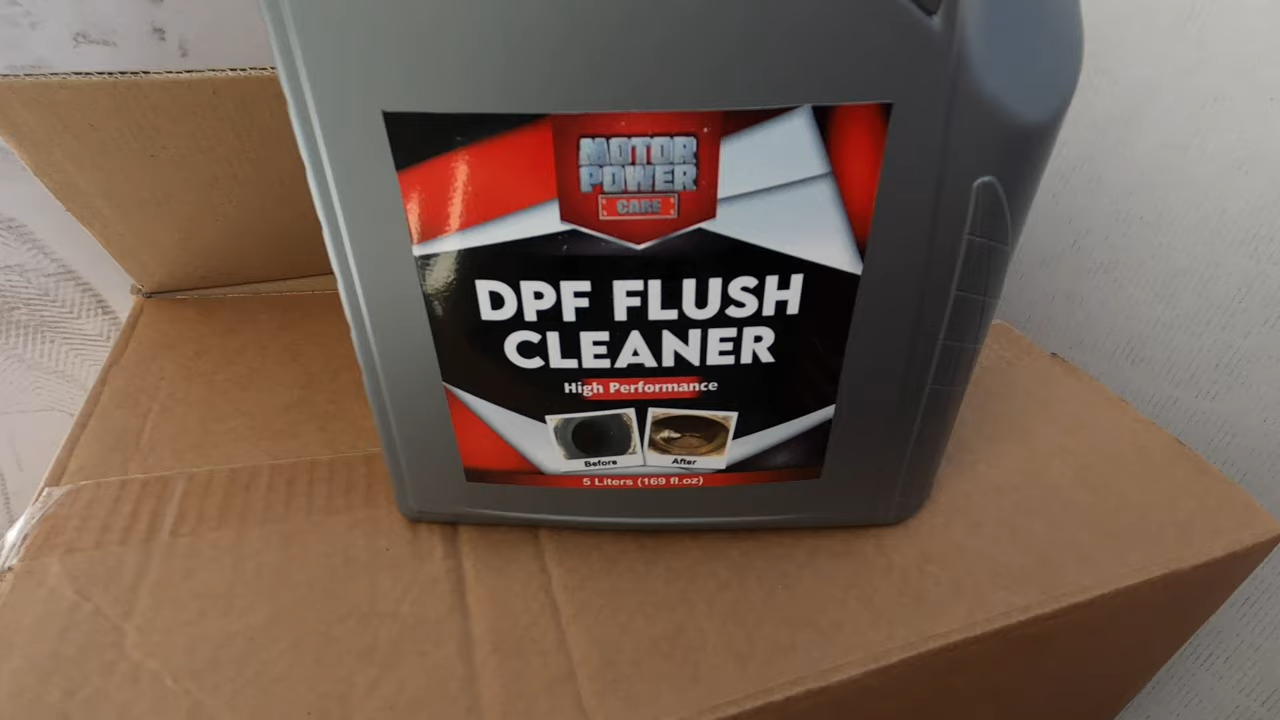 MOTOR
POWER
CARE
DPF FLUSH
CLEANER
High Performance
Before
After
5 Liters (169 fl.oz)